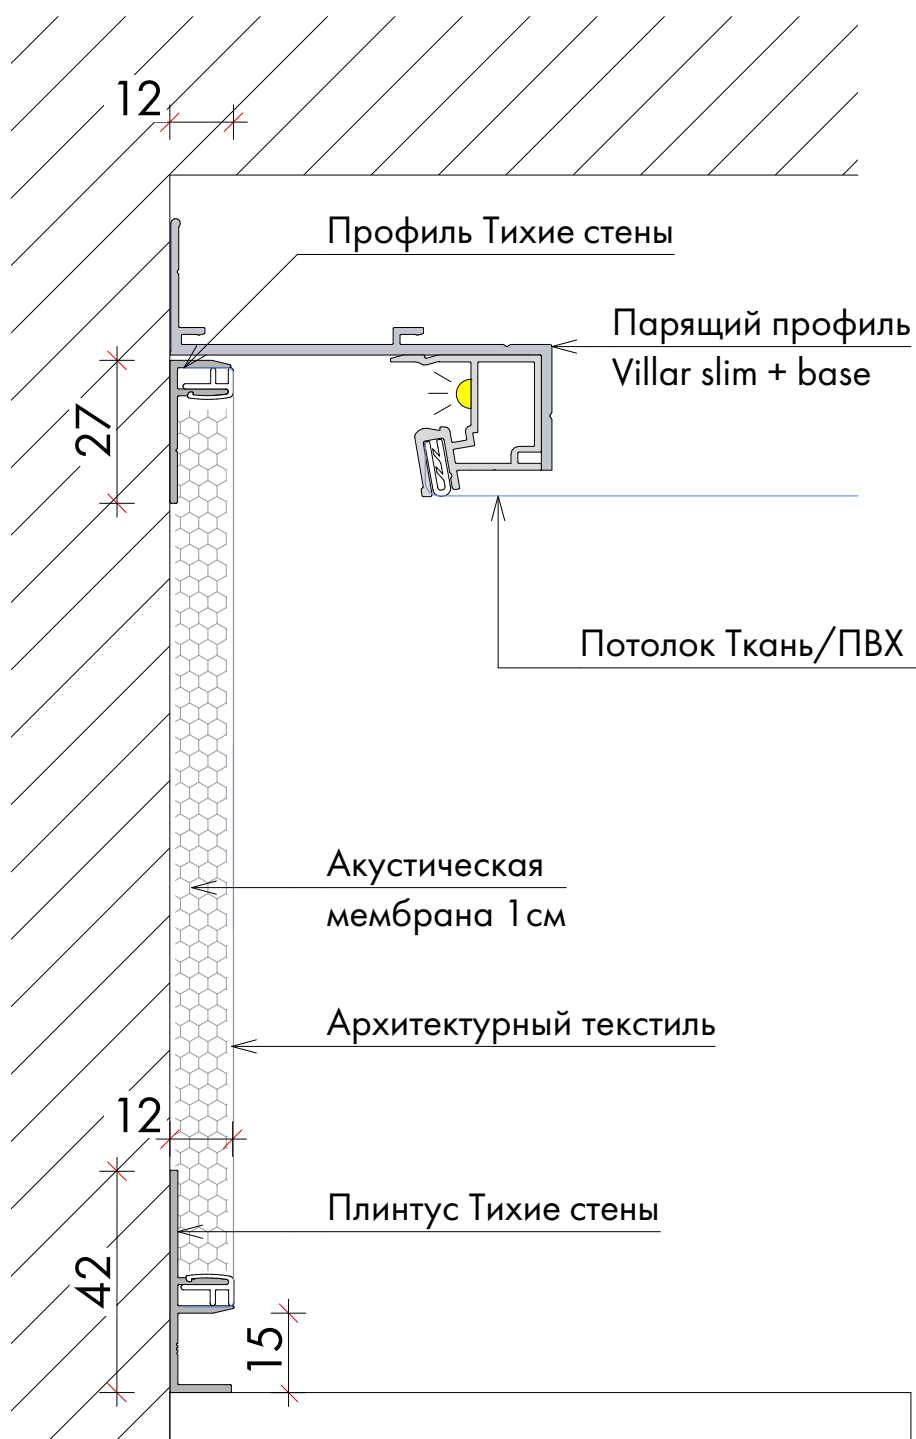 12
Профиль Тихие стены
Парящий профиль
Villar slim + base
27
Потолок Ткань/ПВХ
Акустическая
мембрана 1см
Архитектурный текстиль
12
Плинтус Тихие стены
42
15